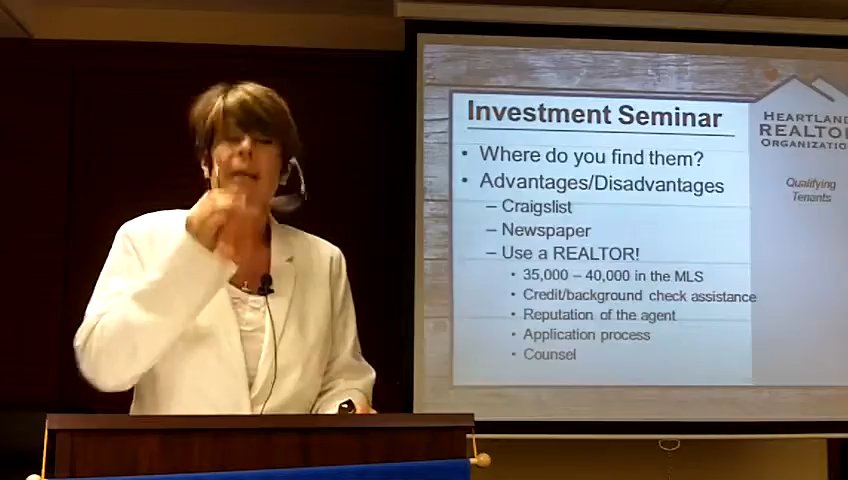 Investment Seminar
• Where do you find them?
• Advantages/Disadvantages
– Craigslist
– Newspaper
– Use a REALTOR!
• 35,000 – 40,000 in the MLS
• Credit/background check assistance
• Reputation of the agent
• Application process
• Counsel
HEARTLAND
REALTOR
ORGANIZATION
Qualifying
Tenants